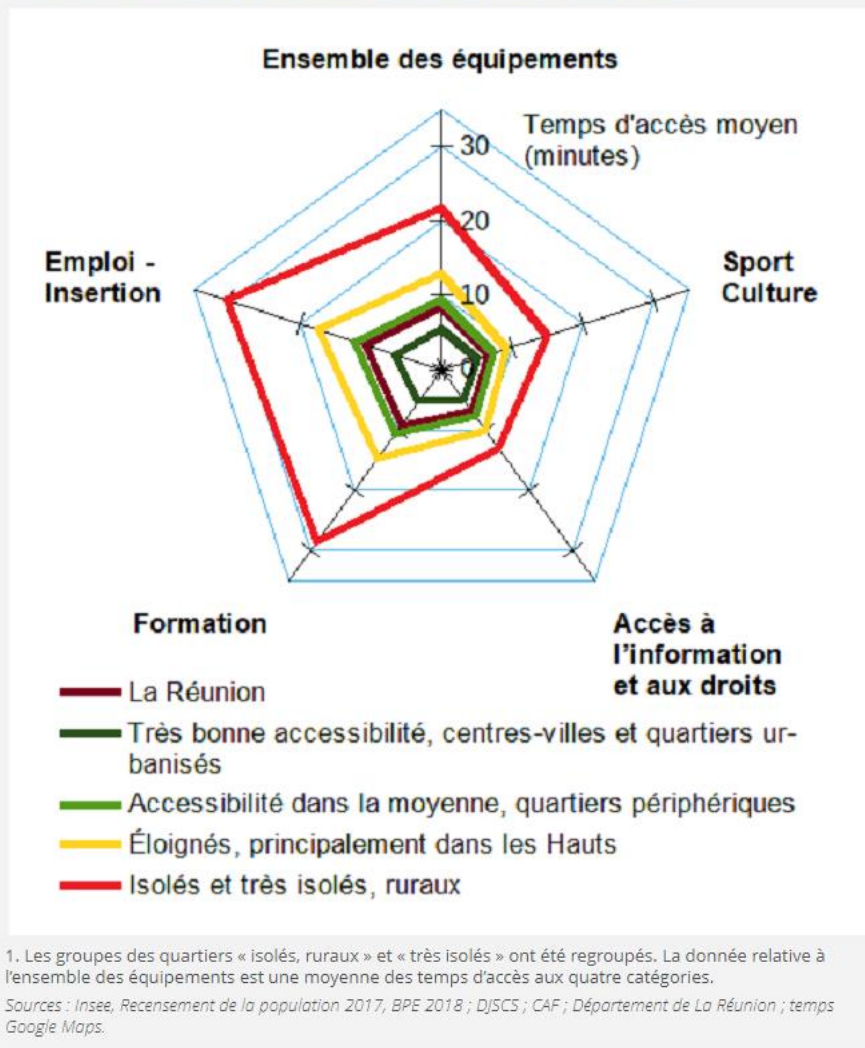 Ensemble des équipements
Temps d'accès moyen
(minutes)
30
20
10
0
Emploi -
Insertion
Sport
Culture
Formation
Accès à
l'information
et aux droits
La Réunion
Très bonne accessibilité, centres-villes et quartiers ur-
banisés
Accessibilité dans la moyenne, quartiers périphériques
Éloignés, principalement dans les Hauts
Isolés et très isolés, ruraux
1. Les groupes des quartiers « isolés, ruraux » et « très isolés » ont été regroupés. La donnée relative à
l'ensemble des équipements est une moyenne des temps d'accès aux quatre catégories.
Sources : Insee, Recensement de la population 2017, BPE 2018 ; DJSCS ; CAF ; Département de La Réunion ; temps
Google Maps.